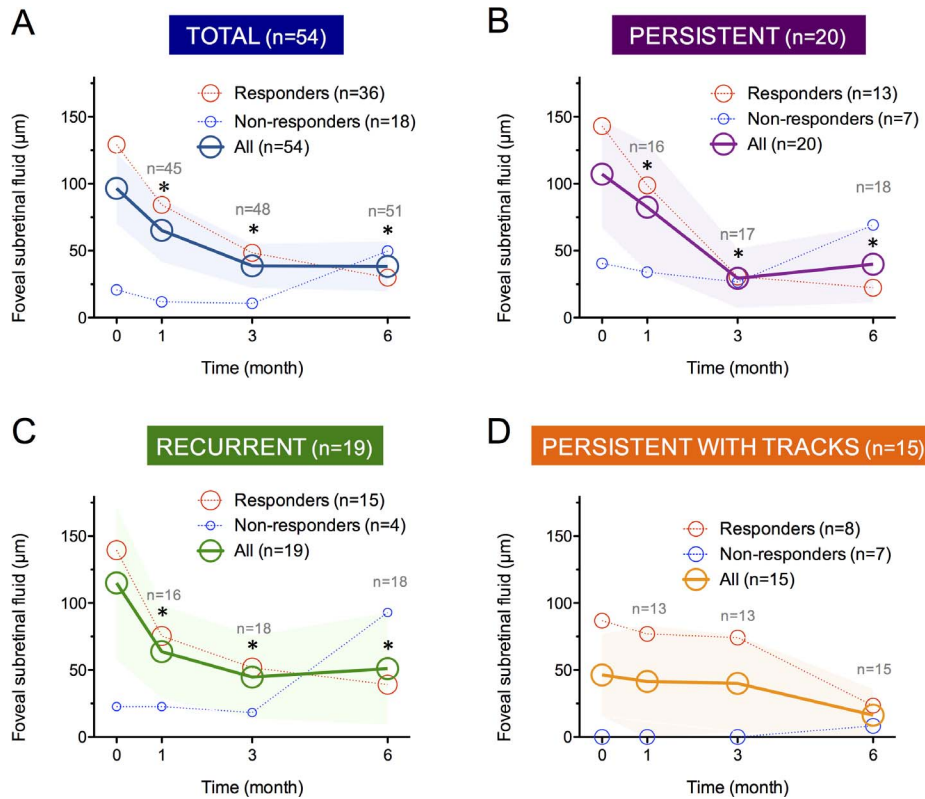 A
TOTAL (n=54)
Foveal subretinal fluid (µm)
150
100
50
0
Responders (n=36)
Non-responders (n=18)
All (n=54)
n=45
*
n=48
*
n=51
*
0 1 3 6
Time (month)
B
PERSISTENT (n=20)
Foveal subretinal fluid (µm)
150
100
50
0
Responders (n=13)
Non-responders (n=7)
All (n=20)
n=16
*
n=17
*
n=18
*
0 1 3 6
Time (month)
C
RECURRENT (n=19)
Foveal subretinal fluid (µm)
150
100
50
0
Responders (n=15)
Non-responders (n=4)
All (n=19)
n=16
*
n=18
*
n=18
*
0 1 3 6
Time (month)
D
PERSISTENT WITH TRACKS (n=15)
Foveal subretinal fluid (µm)
150
100
50
0
Responders (n=8)
Non-responders (n=7)
All (n=15)
n=13
n=13
n=15
0 1 3 6
Time (month)